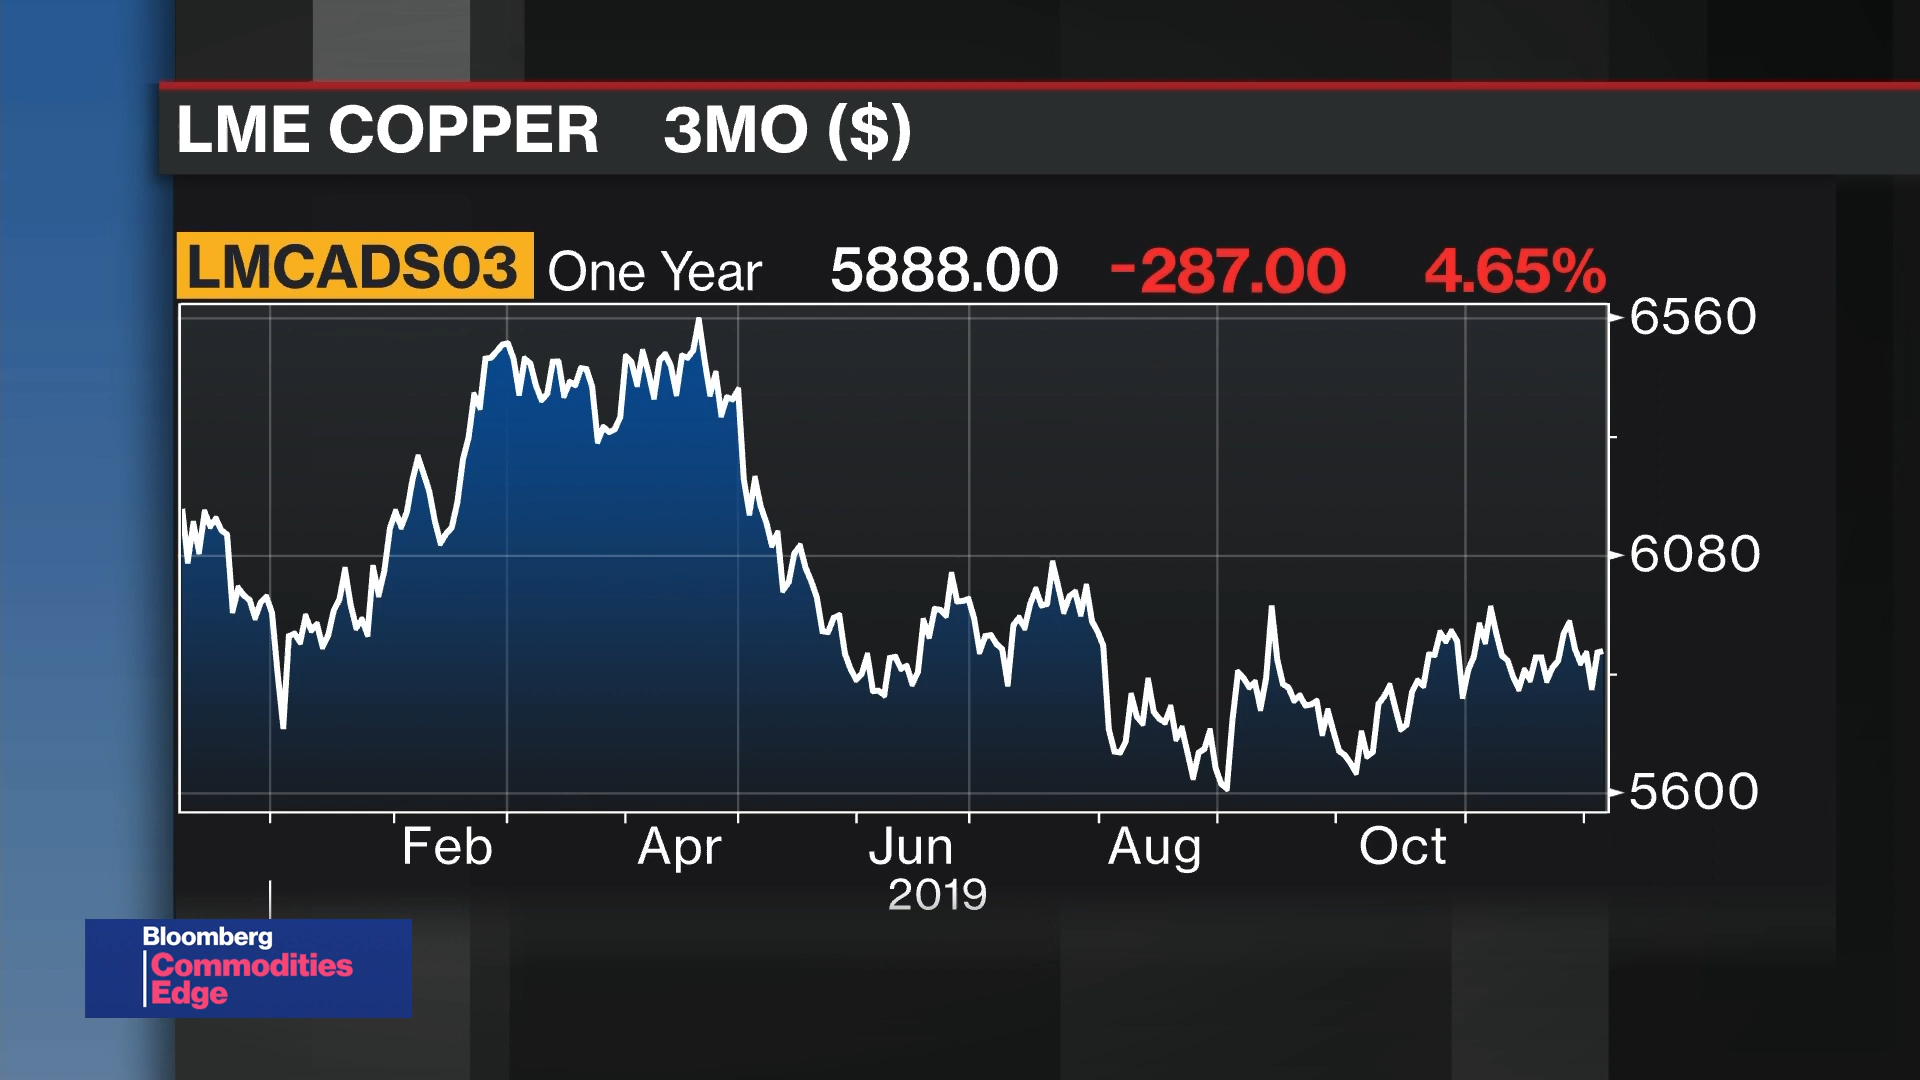 LME COPPER 3MO ($)
LMCADS03 One Year 5888.00 -287.00 4.65%
6560
6080
5600
Feb Apr Jun Aug Oct
2019
Bloomberg
Commodities
Edge